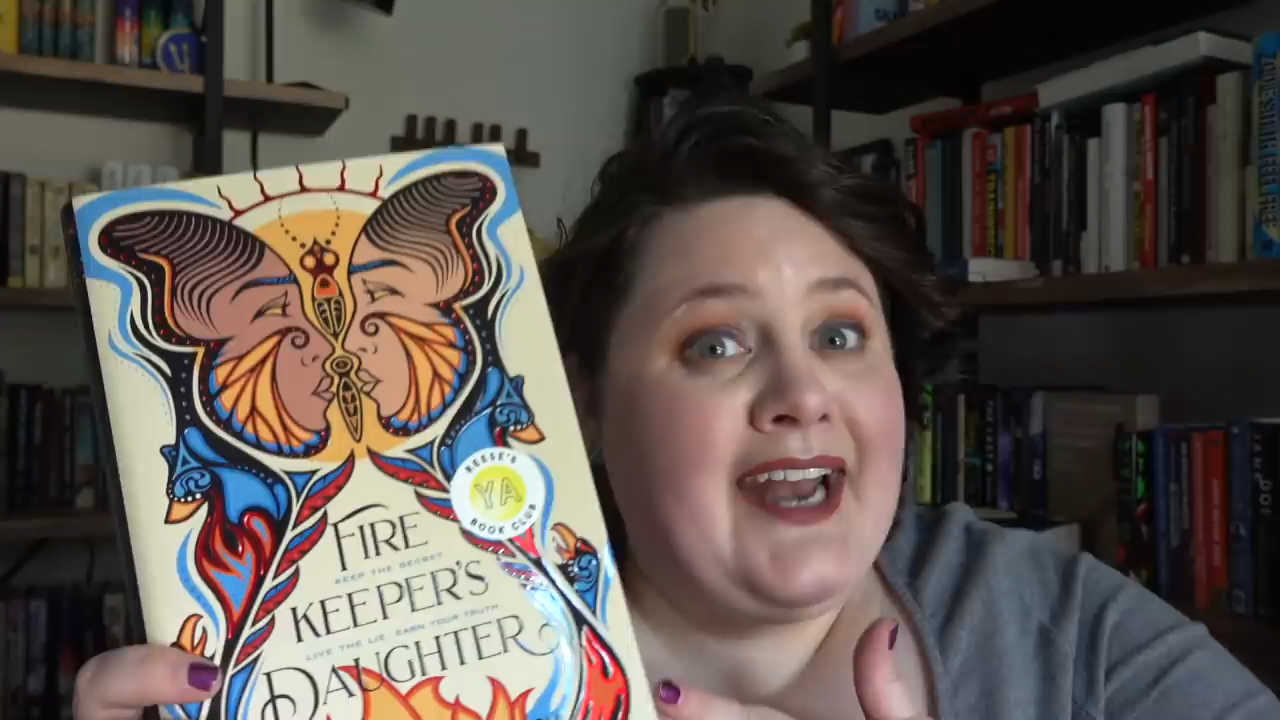 REESE'S
YA
BOOK CLUB
FIRE
KEEP THE SECRET.
KEEPER'S
LIVE THE LIE. EARN YOUR TRUTH.
DAUGHTER